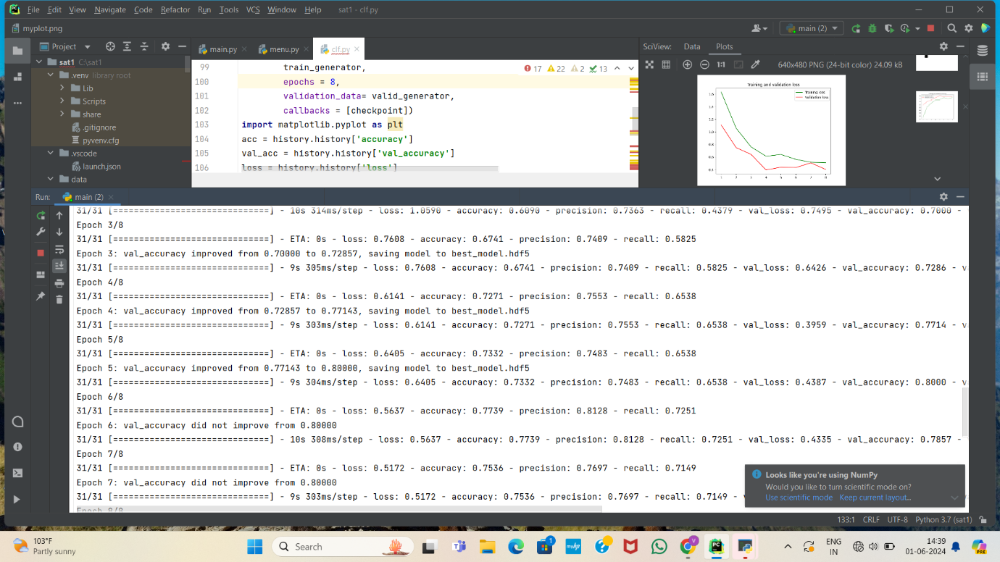 File Edit View Navigate Code Refactor Run Tools VCS Window Help sat1 - clf.py
myplot.png
main (2)
Project
main.py
menu.py
clf.py
SciView: Data Plots
sat1 C:\sat1
.venv library root
Lib
Scripts
share
.gitignore
pyvenv.cfg
.vscode
launch.json
data
17 22 2 13
99 train_generator,
100 epochs = 8,
101 validation_data= valid_generator,
102 callbacks = [checkpoint])
103 import matplotlib.pyplot as plt
104 acc = history.history['accuracy']
105 val_acc = history.history['val_accuracy']
106 loss = history.history['loss']
1:1 640x480 PNG (24-bit color) 24.09 kB
Training and validation loss
Training loss
Validation loss
1.6
1.4
1.2
1.0
0.8
0.6
0.4
1 2 3 4 5 6 7 8
Run: main (2)
31/31 [==============================] - 10s 314ms/step - loss: 1.0590 - accuracy: 0.6090 - precision: 0.7363 - recall: 0.4379 - val_loss: 0.7495 - val_accuracy: 0.7000 -
Epoch 3/8
31/31 [==============================] - ETA: 0s - loss: 0.7608 - accuracy: 0.6741 - precision: 0.7409 - recall: 0.5825
Epoch 3: val_accuracy improved from 0.70000 to 0.72857, saving model to best_model.hdf5
31/31 [==============================] - 9s 305ms/step - loss: 0.7608 - accuracy: 0.6741 - precision: 0.7409 - recall: 0.5825 - val_loss: 0.6426 - val_accuracy: 0.7286 - v
Epoch 4/8
31/31 [==============================] - ETA: 0s - loss: 0.6141 - accuracy: 0.7271 - precision: 0.7553 - recall: 0.6538
Epoch 4: val_accuracy improved from 0.72857 to 0.77143, saving model to best_model.hdf5
31/31 [==============================] - 9s 303ms/step - loss: 0.6141 - accuracy: 0.7271 - precision: 0.7553 - recall: 0.6538 - val_loss: 0.3959 - val_accuracy: 0.7714 - v
Epoch 5/8
31/31 [==============================] - ETA: 0s - loss: 0.6405 - accuracy: 0.7332 - precision: 0.7483 - recall: 0.6538
Epoch 5: val_accuracy improved from 0.77143 to 0.80000, saving model to best_model.hdf5
31/31 [==============================] - 9s 304ms/step - loss: 0.6405 - accuracy: 0.7332 - precision: 0.7483 - recall: 0.6538 - val_loss: 0.4387 - val_accuracy: 0.8000 - v
Epoch 6/8
31/31 [==============================] - ETA: 0s - loss: 0.5637 - accuracy: 0.7739 - precision: 0.8128 - recall: 0.7251
Epoch 6: val_accuracy did not improve from 0.80000
31/31 [==============================] - 10s 308ms/step - loss: 0.5637 - accuracy: 0.7739 - precision: 0.8128 - recall: 0.7251 - val_loss: 0.4335 - val_accuracy: 0.7857 -
Epoch 7/8
31/31 [==============================] - ETA: 0s - loss: 0.5172 - accuracy: 0.7536 - precision: 0.7697 - recall: 0.7149
Epoch 7: val_accuracy did not improve from 0.80000
31/31 [==============================] - 9s 303ms/step - loss: 0.5172 - accuracy: 0.7536 - precision: 0.7697 - recall: 0.7149 - v
Epoch 8/8
Looks like you're using NumPy
Would you like to turn scientific mode on?
Use scientific mode Keep current layout...
133:1 CRLF UTF-8 Python 3.7 (sat1)
103°F
Partly sunny
Search
ENG
IN
14:39
01-06-2024